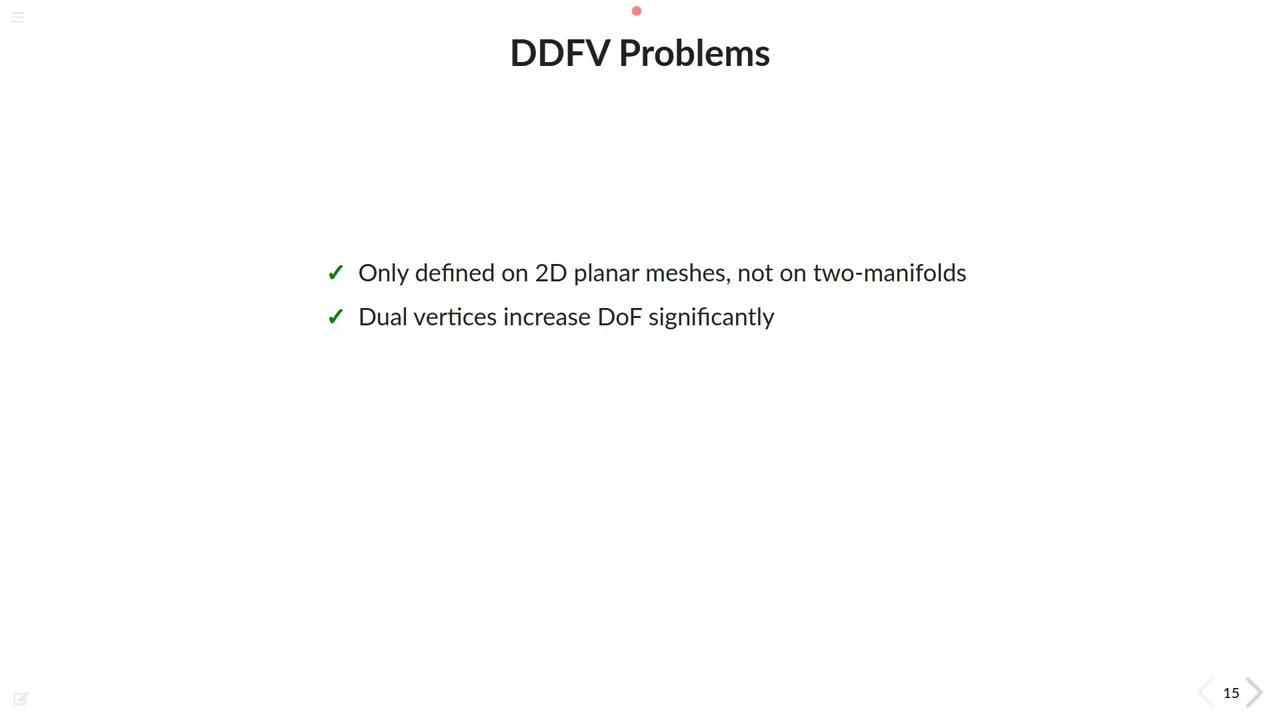 DDFV Problems
✓ Only defined on 2D planar meshes, not on two-manifolds
✓ Dual vertices increase DoF significantly
15